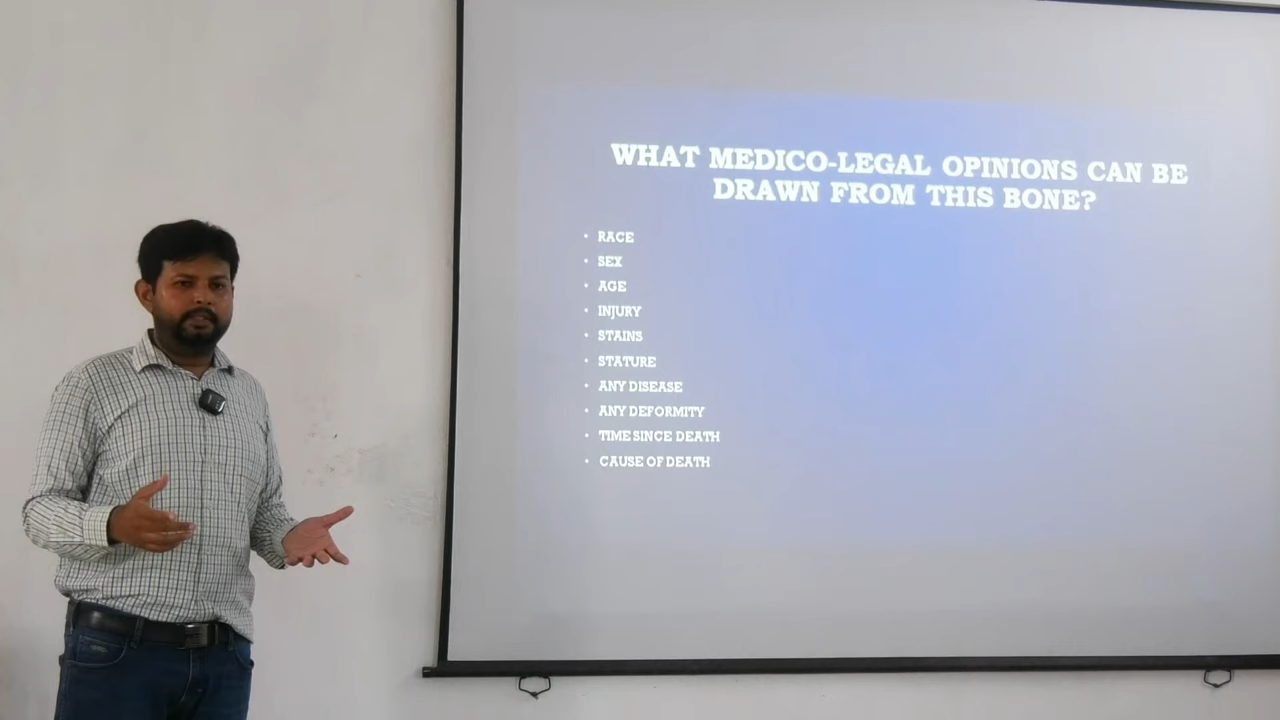 WHAT MEDICO-LEGAL OPINIONS CAN BE
DRAWN FROM THIS BONE?
• RACE
• SEX
• AGE
• INJURY
• STAINS
• STATURE
• ANY DISEASE
• ANY DEFORMITY
• TIME SINCE DEATH
• CAUSE OF DEATH